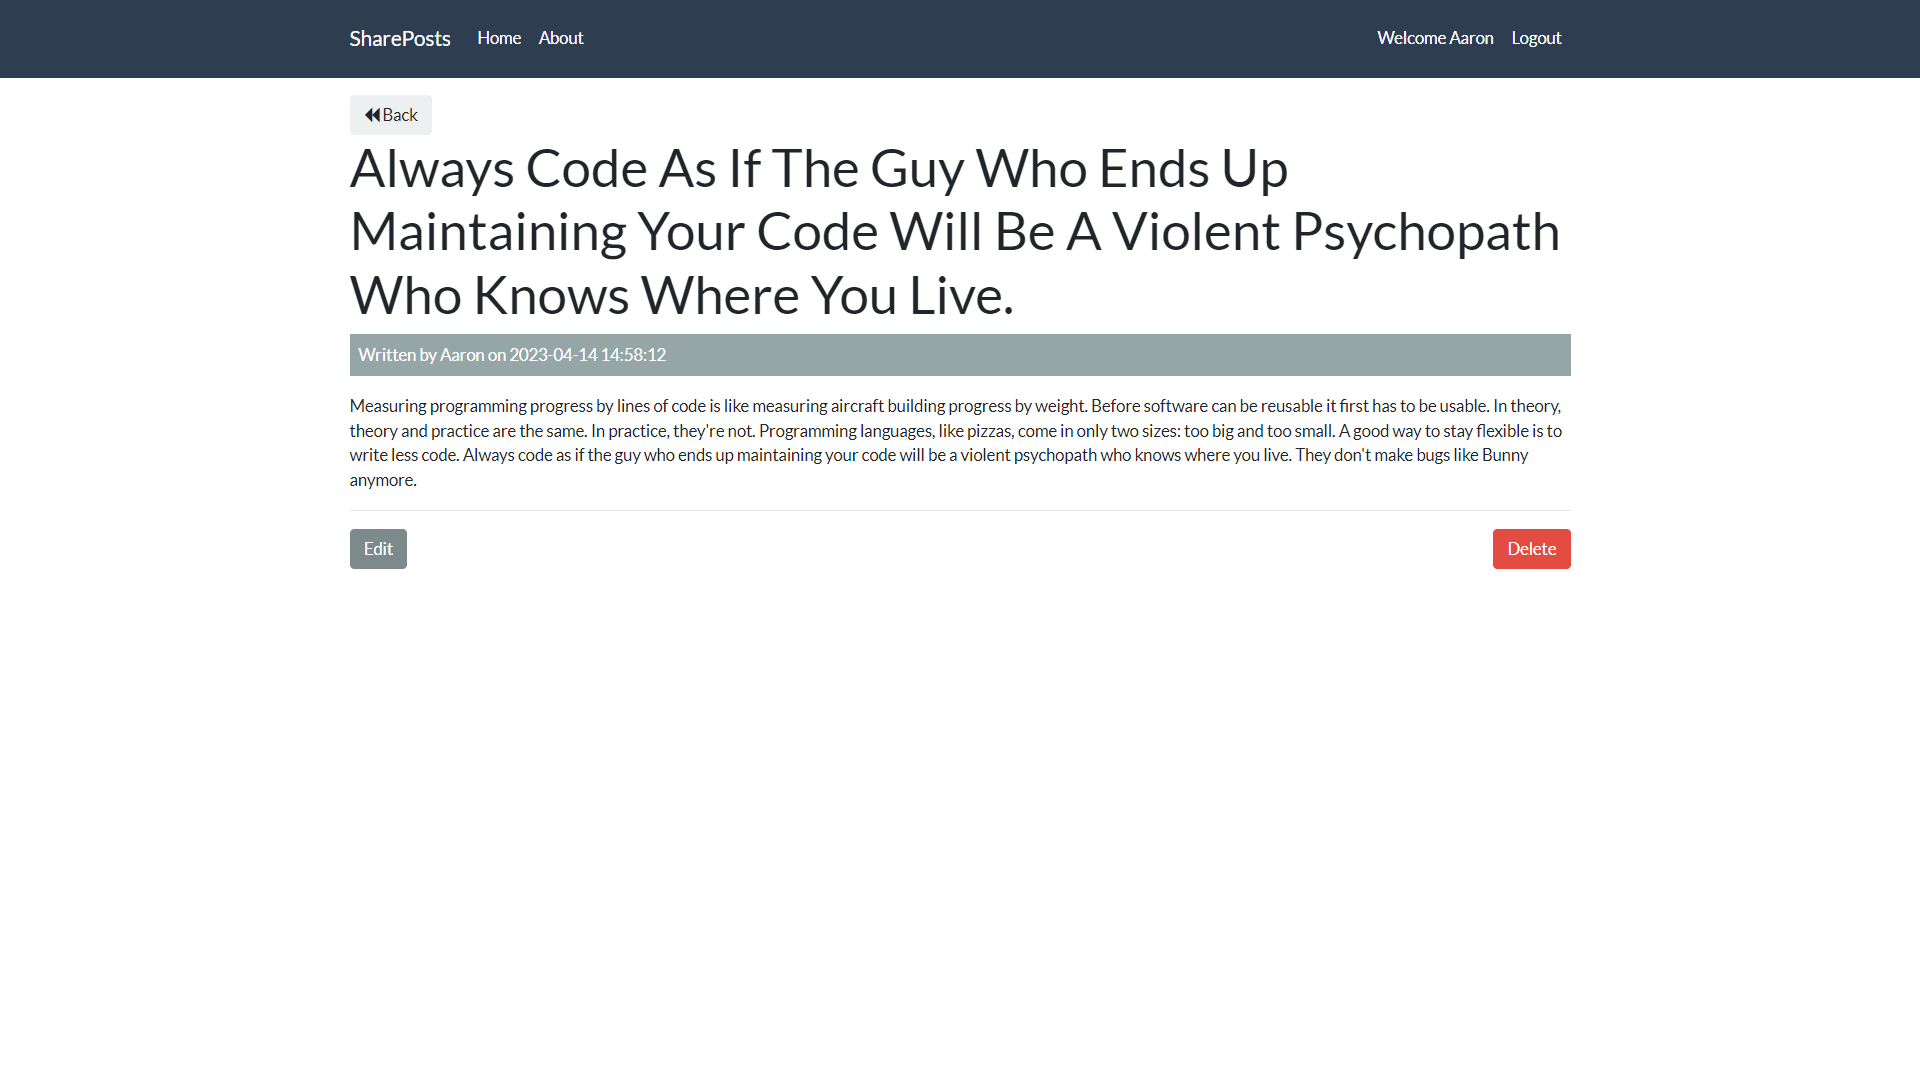 SharePosts Home About Welcome Aaron Logout
Back
Always Code As If The Guy Who Ends Up
Maintaining Your Code Will Be A Violent Psychopath
Who Knows Where You Live.
Written by Aaron on 2023-04-14 14:58:12
Measuring programming progress by lines of code is like measuring aircraft building progress by weight. Before software can be reusable it first has to be usable. In theory,
theory and practice are the same. In practice, they're not. Programming languages, like pizzas, come in only two sizes: too big and too small. A good way to stay flexible is to
write less code. Always code as if the guy who ends up maintaining your code will be a violent psychopath who knows where you live. They don't make bugs like Bunny
anymore.
Edit Delete